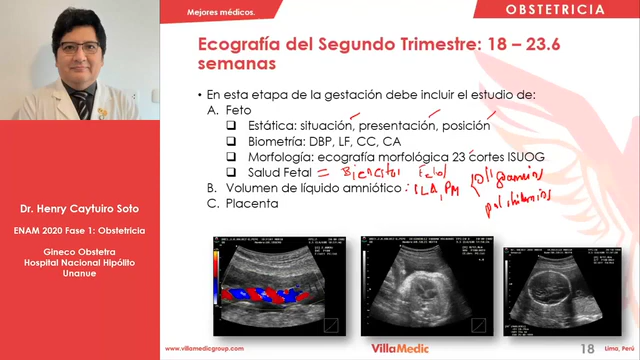 Mejores médicos.
OBSTETRICIA
Ecografía del Segundo Trimestre: 18 – 23.6
semanas
• En esta etapa de la gestación debe incluir el estudio de:
A. Feto
Estática: situación, presentación, posición
Biometría: DBP, LF, CC, CA
Morfología: ecografía morfológica 23 cortes ISUOG
Salud Fetal = Bienestar Fetal
B. Volumen de líquido amniótico : ILA, PM { Oligoamnios
polihidramnios
C. Placenta
Dr. Henry Caytuiro Soto
ENAM 2020 Fase 1: Obstetricia
Gineco Obstetra
Hospital Nacional Hipólito
Unanue
www.villamedicgroup.com
VillaMedic
18
Lima, Perú